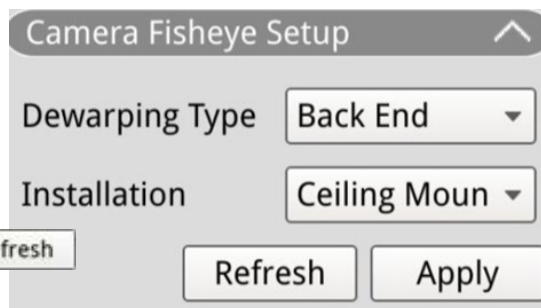 Camera Fisheye Setup
Dewarping Type Back End
Installation Ceiling Moun
fresh
Refresh Apply